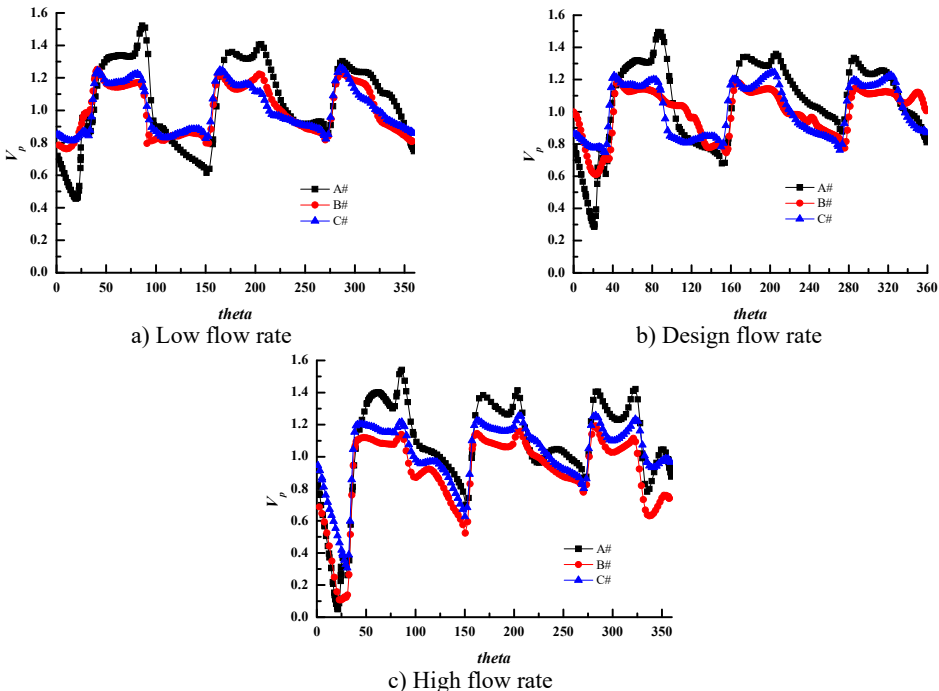 1.6
1.4
1.2
1.0
0.8
0.6
0.4
0.2
0.0
V_p
A#
B#
C#
0 50 100 150 200 250 300 350
theta
a) Low flow rate
1.6
1.4
1.2
1.0
0.8
0.6
0.4
0.2
0.0
V_p
A#
B#
C#
0 40 80 120 160 200 240 280 320 360
theta
b) Design flow rate
1.6
1.4
1.2
1.0
0.8
0.6
0.4
0.2
0.0
V_p
A#
B#
C#
0 50 100 150 200 250 300 350
theta
c) High flow rate